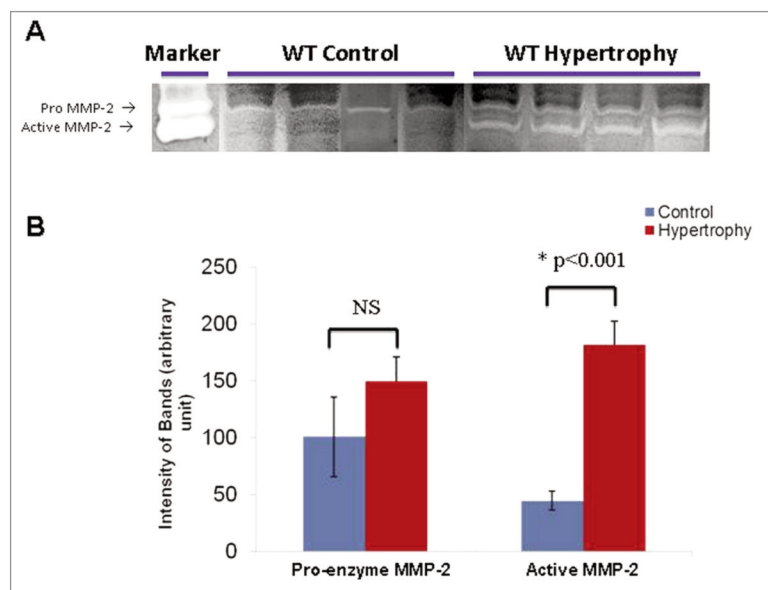 A
Marker WT Control WT Hypertrophy
Pro MMP-2 →
Active MMP-2 →
B
Control
Hypertrophy
Intensity of Bands (arbitrary
unit)
250
200
150
100
50
0
NS
* p<0.001
Pro-enzyme MMP-2 Active MMP-2